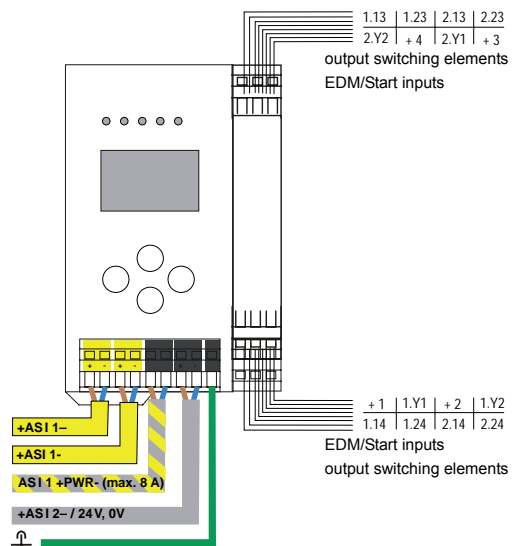 1.13 1.23 2.13 2.23
2.Y2 + 4 2.Y1 + 3
output switching elements
EDM/Start inputs
+ - + - + -
+ 1 1.Y1 + 2 1.Y2
1.14 1.24 2.14 2.24
EDM/Start inputs
output switching elements
+ASI 1–
+ASI 1-
ASI 1 +PWR- (max. 8 A)
+ASI 2– / 24V, 0V